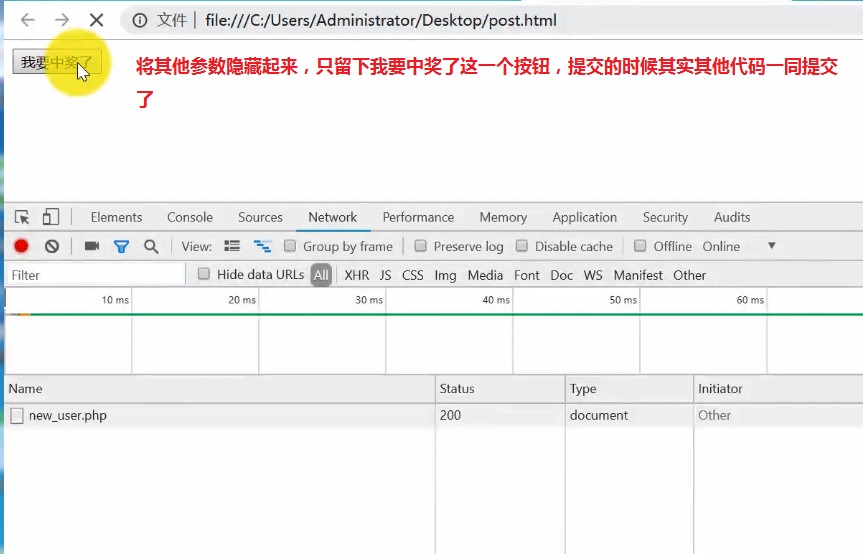 文件 | file:///C:/Users/Administrator/Desktop/post.html
我要中奖了
将其他参数隐藏起来，只留下我要中奖了这一个按钮，提交的时候其实其他代码一同提交
了
Elements Console Sources Network Performance Memory Application Security Audits
View: Group by frame Preserve log Disable cache Offline Online
Filter Hide data URLs All XHR JS CSS Img Media Font Doc WS Manifest Other
10 ms 20 ms 30 ms 40 ms 50 ms 60 ms
Name Status Type Initiator
new_user.php 200 document Other